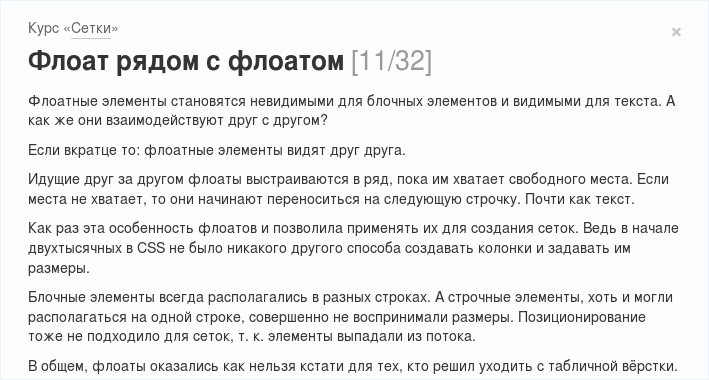 Курс «Сетки»
×
Флоат рядом с флоатом [11/32]
Флоатные элементы становятся невидимыми для блочных элементов и видимыми для текста. А
как же они взаимодействуют друг с другом?
Если вкратце то: флоатные элементы видят друг друга.
Идущие друг за другом флоаты выстраиваются в ряд, пока им хватает свободного места. Если
места не хватает, то они начинают переноситься на следующую строчку. Почти как текст.
Как раз эта особенность флоатов и позволила применять их для создания сеток. Ведь в начале
двухтысячных в CSS не было никакого другого способа создавать колонки и задавать им
размеры.
Блочные элементы всегда располагались в разных строках. А строчные элементы, хоть и могли
располагаться на одной строке, совершенно не воспринимали размеры. Позиционирование
тоже не подходило для сеток, т. к. элементы выпадали из потока.
В общем, флоаты оказались как нельзя кстати для тех, кто решил уходить с табличной вёрстки.